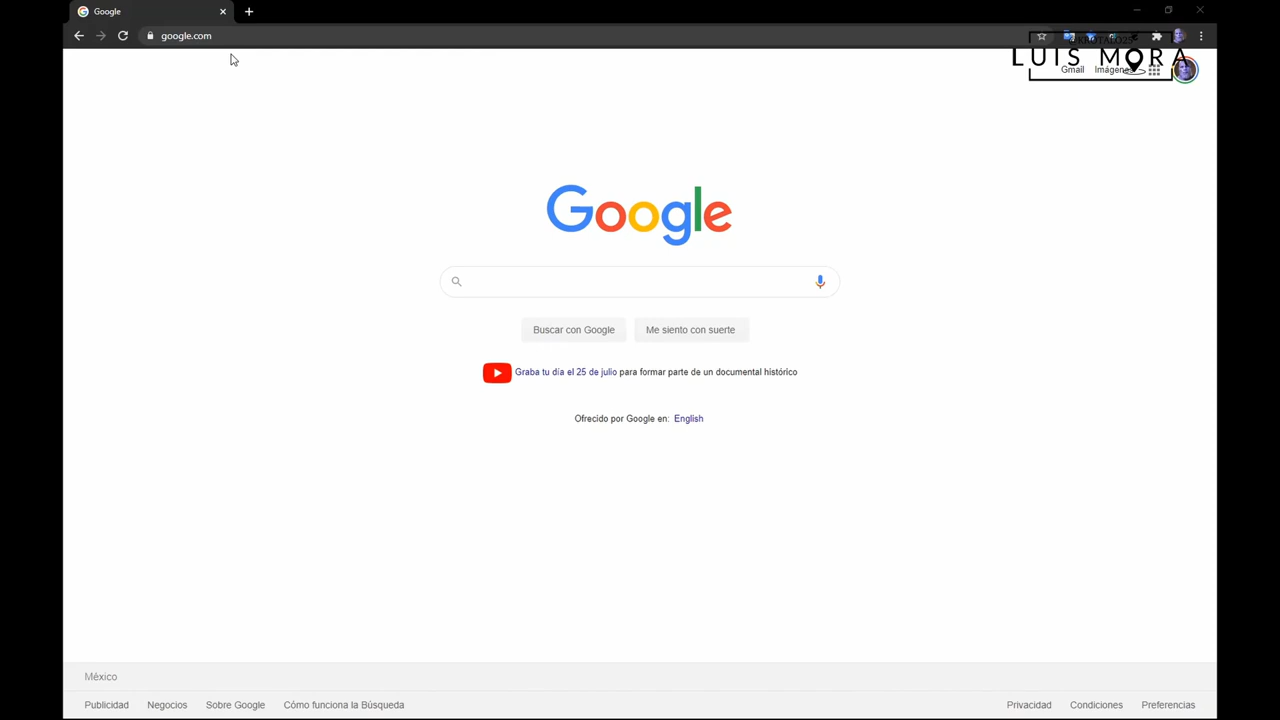 Google
google.com
@KROTALO25
LUIS MORA
Gmail Imágenes
Google
Buscar con Google Me siento con suerte
Graba tu día el 25 de julio para formar parte de un documental histórico
Ofrecido por Google en: English
México
Publicidad Negocios Sobre Google Cómo funciona la Búsqueda Privacidad Condiciones Preferencias